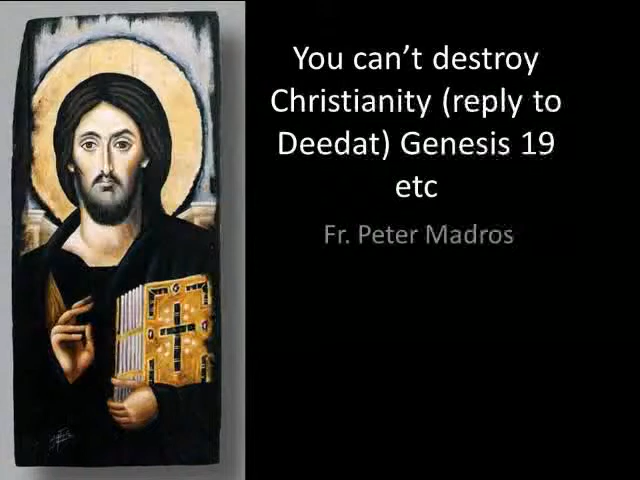 You can’t destroy
Christianity (reply to
Deedat) Genesis 19
etc
Fr. Peter Madros